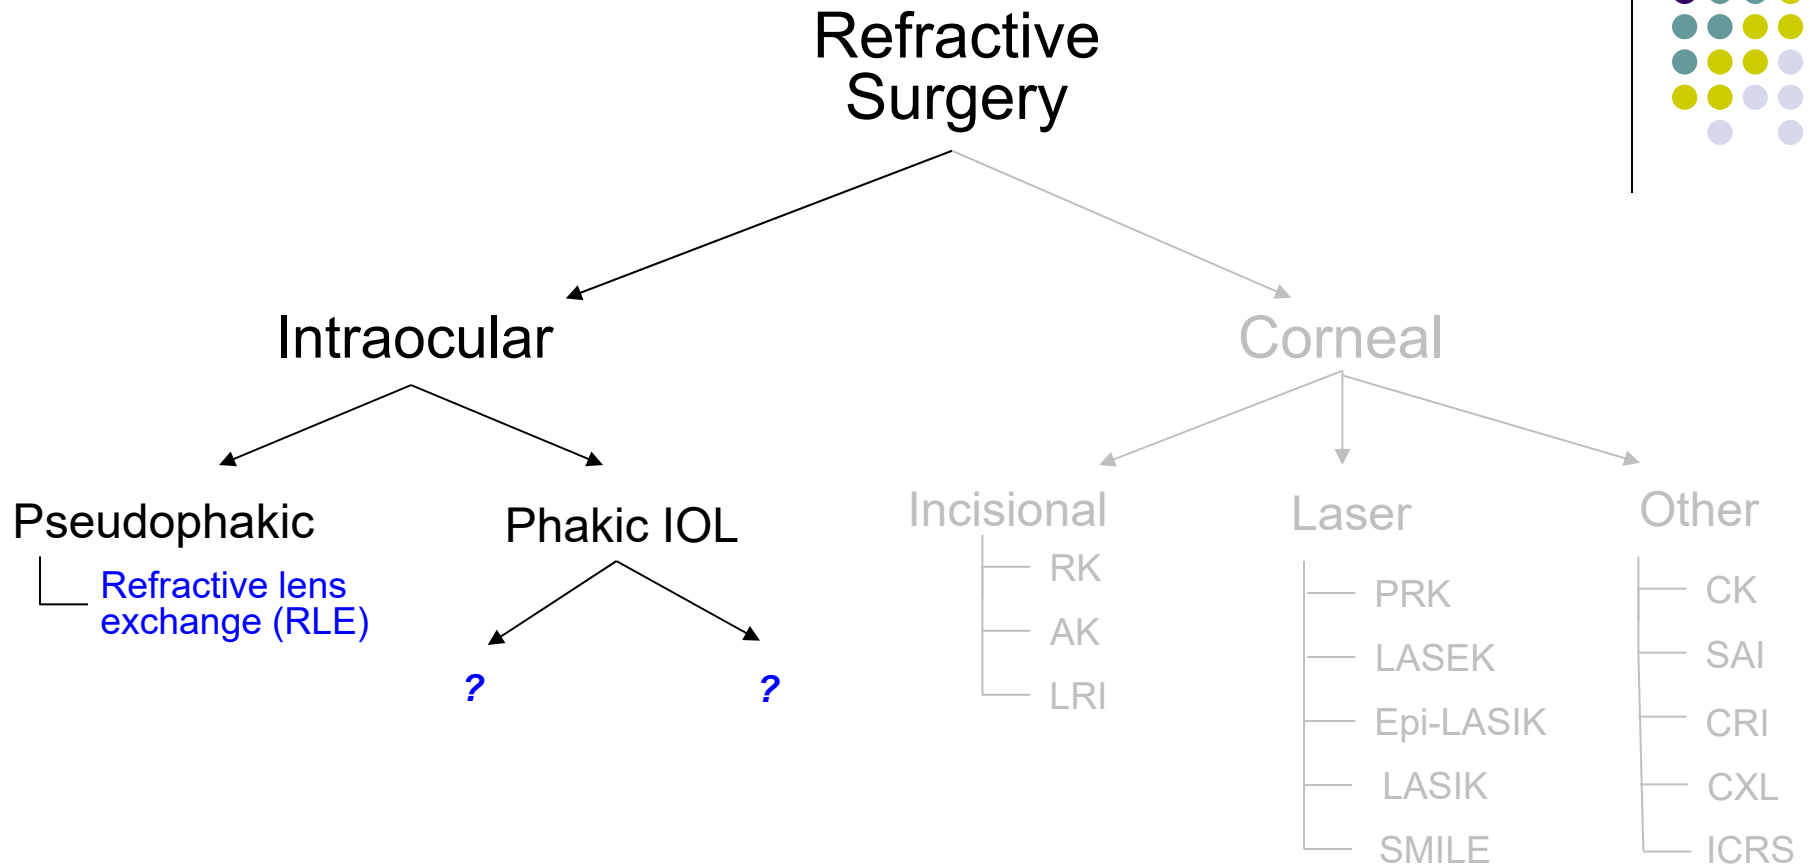 Refractive
Surgery
Intraocular
Corneal
Pseudophakic
Refractive lens
exchange (RLE)
Phakic IOL
?
?
Incisional
RK
AK
LRI
Laser
PRK
LASEK
Epi-LASIK
LASIK
SMILE
Other
CK
SAI
CRI
CXL
ICRS